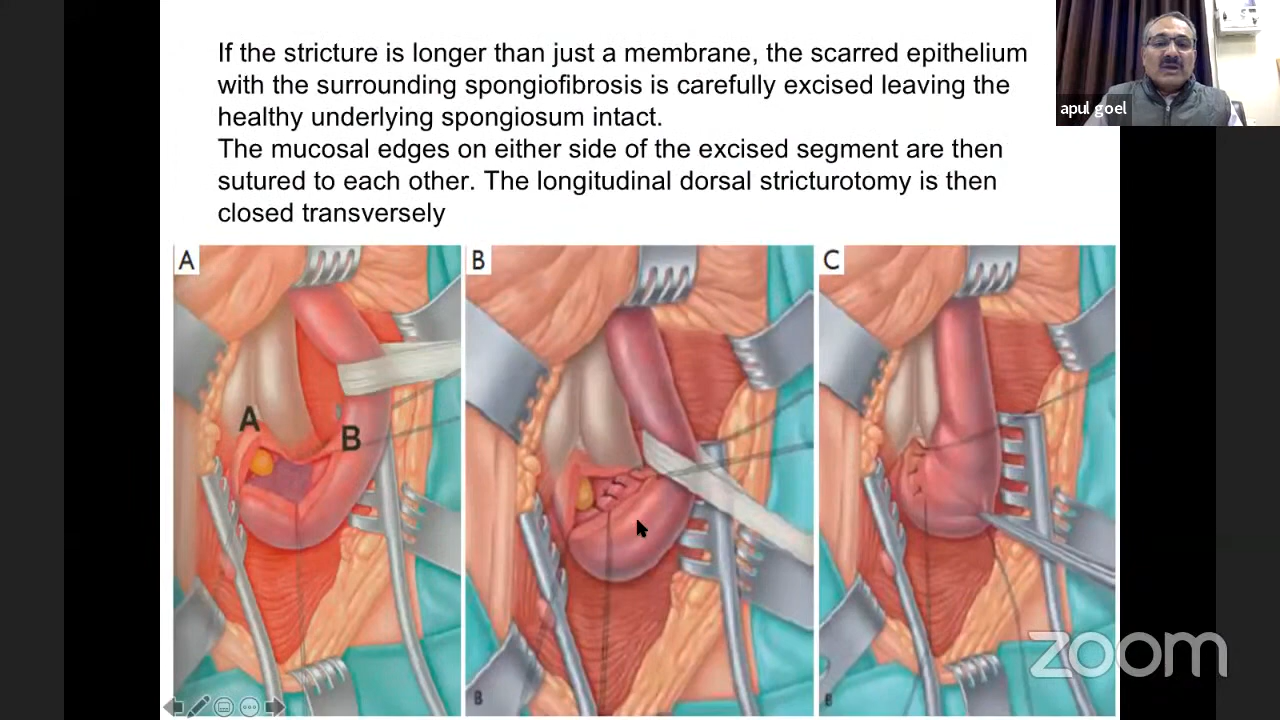 If the stricture is longer than just a membrane, the scarred epithelium
with the surrounding spongiofibrosis is carefully excised leaving the
healthy underlying spongiosum intact.
The mucosal edges on either side of the excised segment are then
sutured to each other. The longitudinal dorsal stricturotomy is then
closed transversely
apul goel
A
B
C
A
B
B
zoom